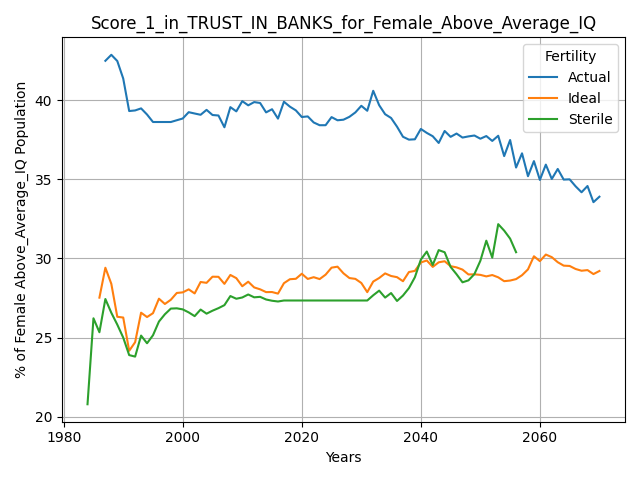 Score_1_in_TRUST_IN_BANKS_for_Female_Above_Average_IQ
Fertility
Actual
Ideal
Sterile
% of Female Above_Average_IQ Population
40
35
30
25
20
1980
2000
2020
2040
2060
Years